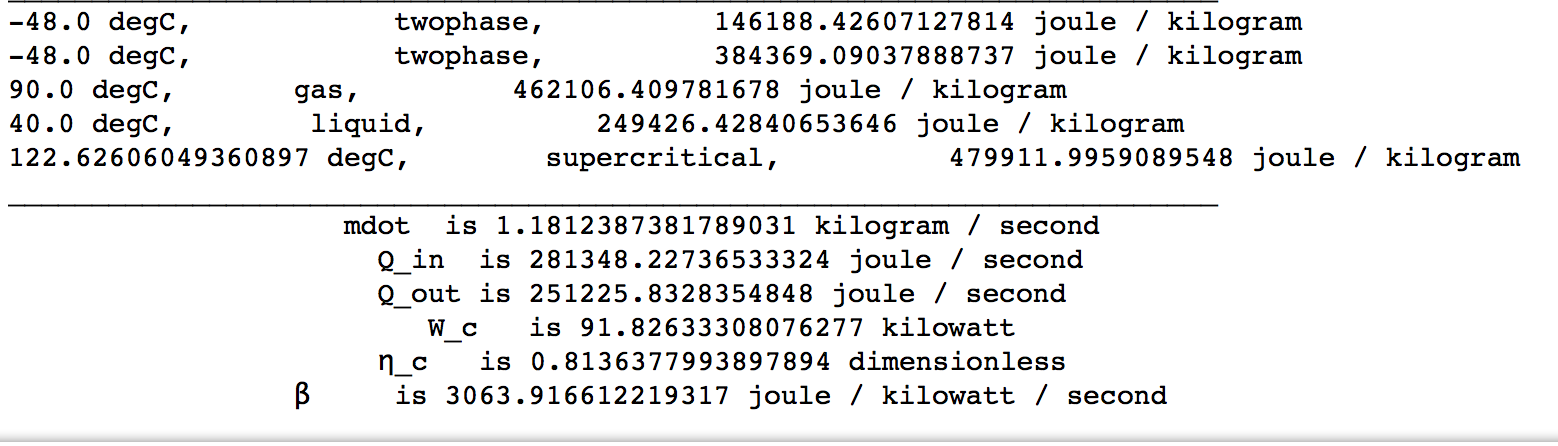 -48.0 degC, twophase, 146188.42607127814 joule / kilogram
-48.0 degC, twophase, 384369.09037888737 joule / kilogram
90.0 degC, gas, 462106.409781678 joule / kilogram
40.0 degC, liquid, 249426.42840653646 joule / kilogram
122.62606049360897 degC, supercritical, 479911.9959089548 joule / kilogram
mdot is 1.1812387381789031 kilogram / second
Q_in is 281348.22736533324 joule / second
Q_out is 251225.8328354848 joule / second
W_c is 91.82633308076277 kilowatt
η_c is 0.8136377993897894 dimensionless
β is 3063.916612219317 joule / kilowatt / second